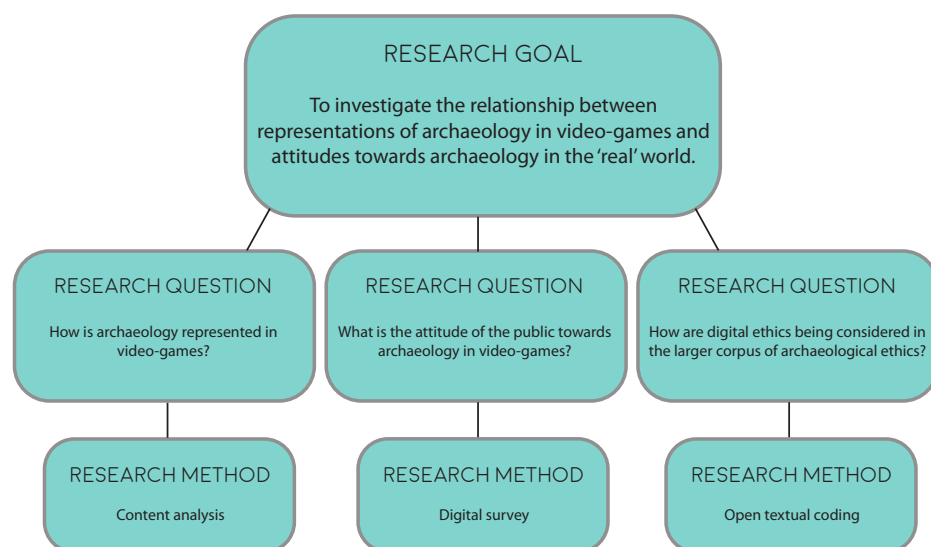 RESEARCH GOAL
To investigate the relationship between
representations of archaeology in video-games and
attitudes towards archaeology in the ‘real’ world.
RESEARCH QUESTION
How is archaeology represented in
video-games?
RESEARCH QUESTION
What is the attitude of the public towards
archaeology in video-games?
RESEARCH QUESTION
How are digital ethics being considered in
the larger corpus of archaeological ethics?
RESEARCH METHOD
Content analysis
RESEARCH METHOD
Digital survey
RESEARCH METHOD
Open textual coding